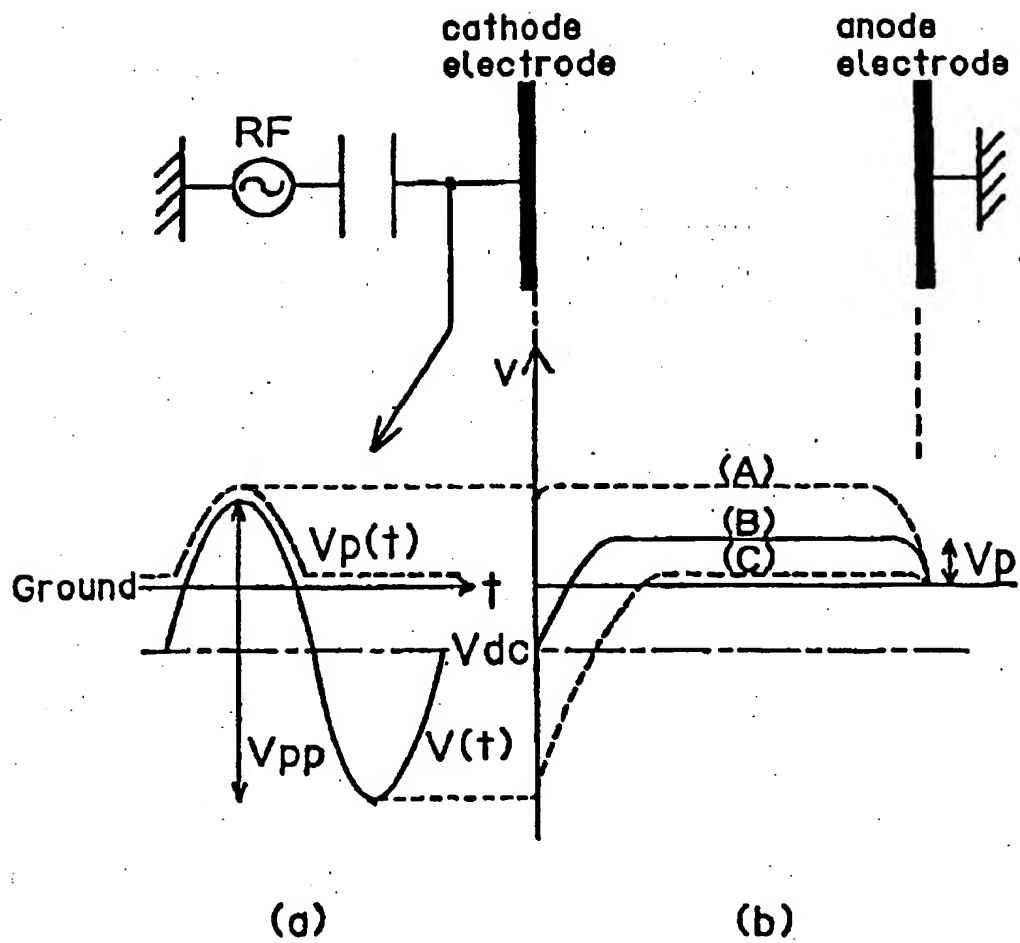 cathode
electrode
anode
electrode
RF
V
(A)
(B)
(C)
Vp(t)
Vp
Ground
t
Vdc
Vpp
V(t)
(a)
(b)